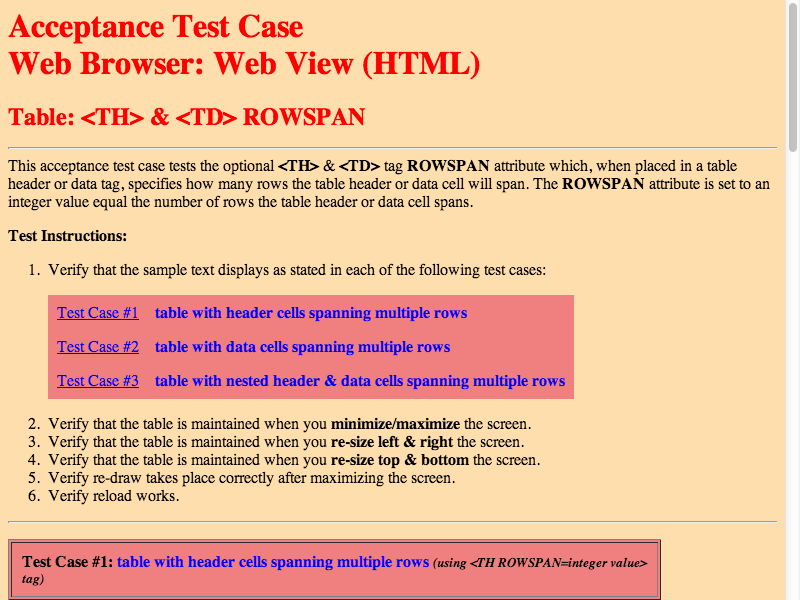 Acceptance Test Case
Web Browser: Web View (HTML)
Table: <TH> & <TD> ROWSPAN
This acceptance test case tests the optional <TH> & <TD> tag ROWSPAN attribute which, when placed in a table
header or data tag, specifies how many rows the table header or data cell will span. The ROWSPAN attribute is set to an
integer value equal the number of rows the table header or data cell spans.
Test Instructions:
1. Verify that the sample text displays as stated in each of the following test cases:
Test Case #1 table with header cells spanning multiple rows
Test Case #2 table with data cells spanning multiple rows
Test Case #3 table with nested header & data cells spanning multiple rows
2. Verify that the table is maintained when you minimize/maximize the screen.
3. Verify that the table is maintained when you re-size left & right the screen.
4. Verify that the table is maintained when you re-size top & bottom the screen.
5. Verify re-draw takes place correctly after maximizing the screen.
6. Verify reload works.
Test Case #1: table with header cells spanning multiple rows (using <TH ROWSPAN=integer value>
tag)